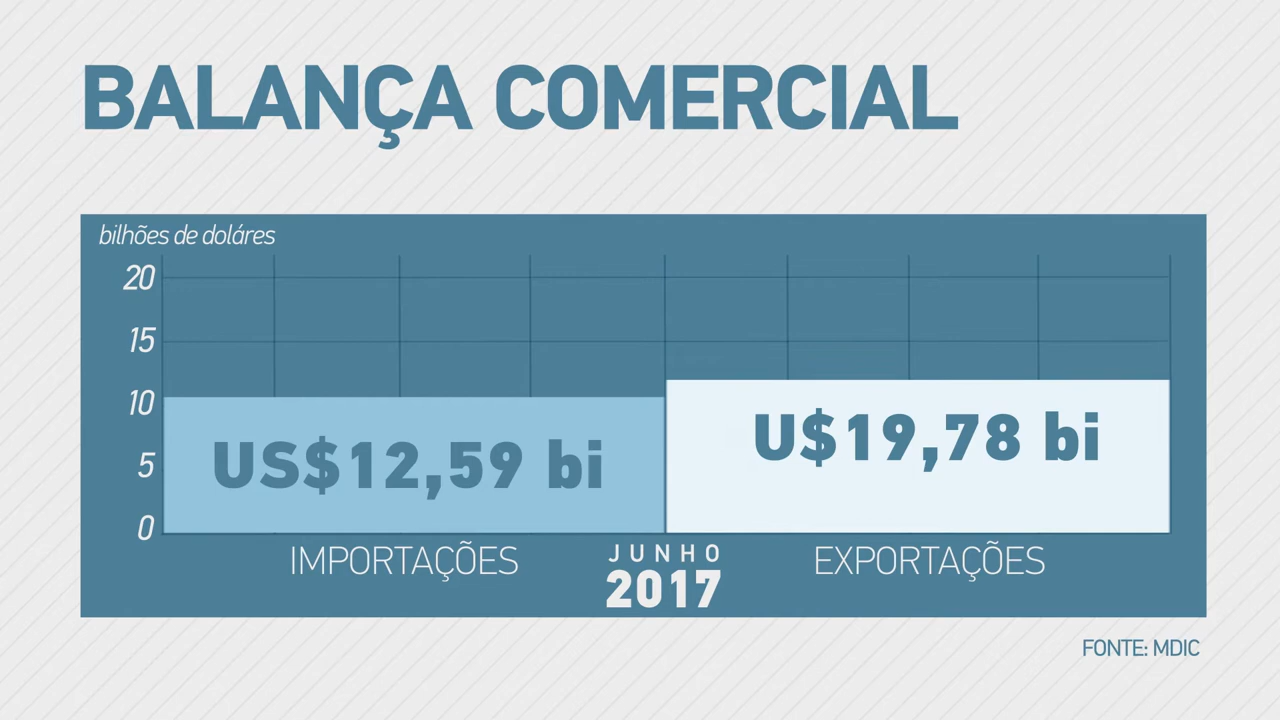 BALANÇA COMERCIAL
bilhões de doláres
20
15
10
5
0
US$12,59 bi
U$19,78 bi
IMPORTAÇÕES
JUNHO
2017
EXPORTAÇÕES
FONTE: MDIC